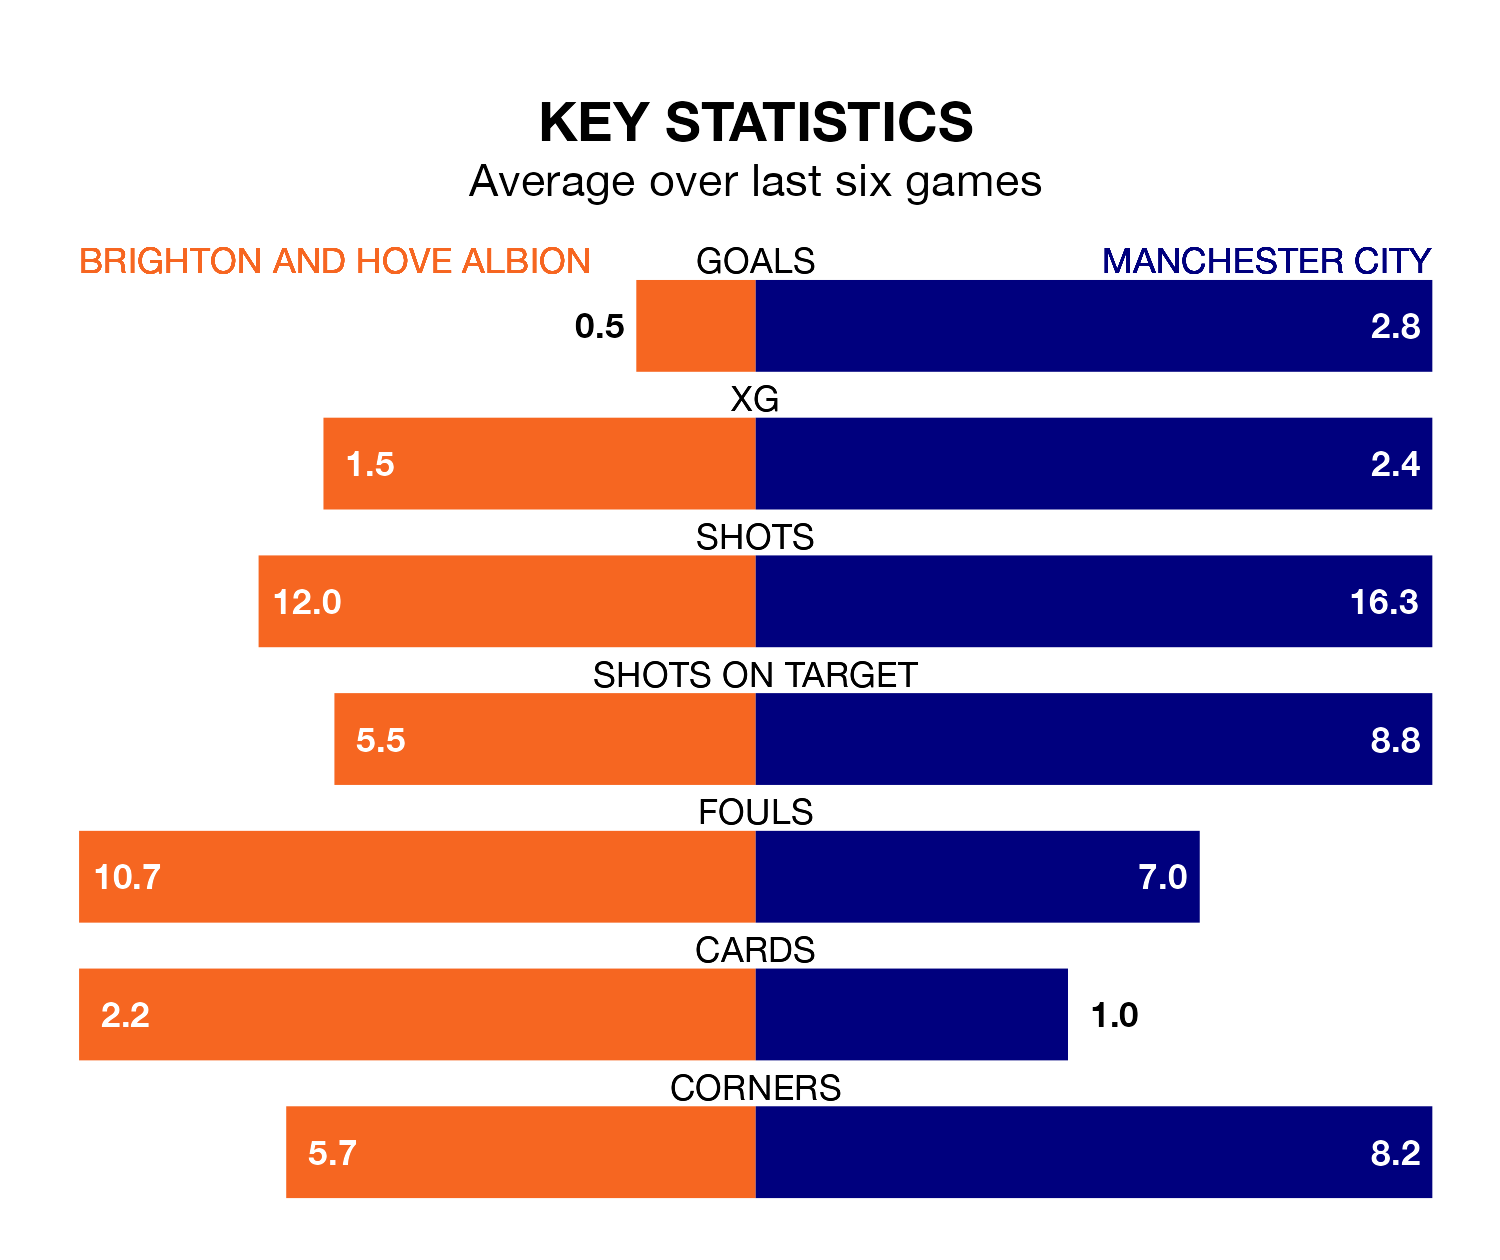 KEY STATISTICS
Average over last six games
BRIGHTON AND HOVE ALBION GOALS MANCHESTER CITY
0.5 2.8
XG
1.5 2.4
SHOTS
12.0 16.3
SHOTS ON TARGET
5.5 8.8
FOULS
10.7 7.0
CARDS
2.2 1.0
CORNERS
5.7 8.2